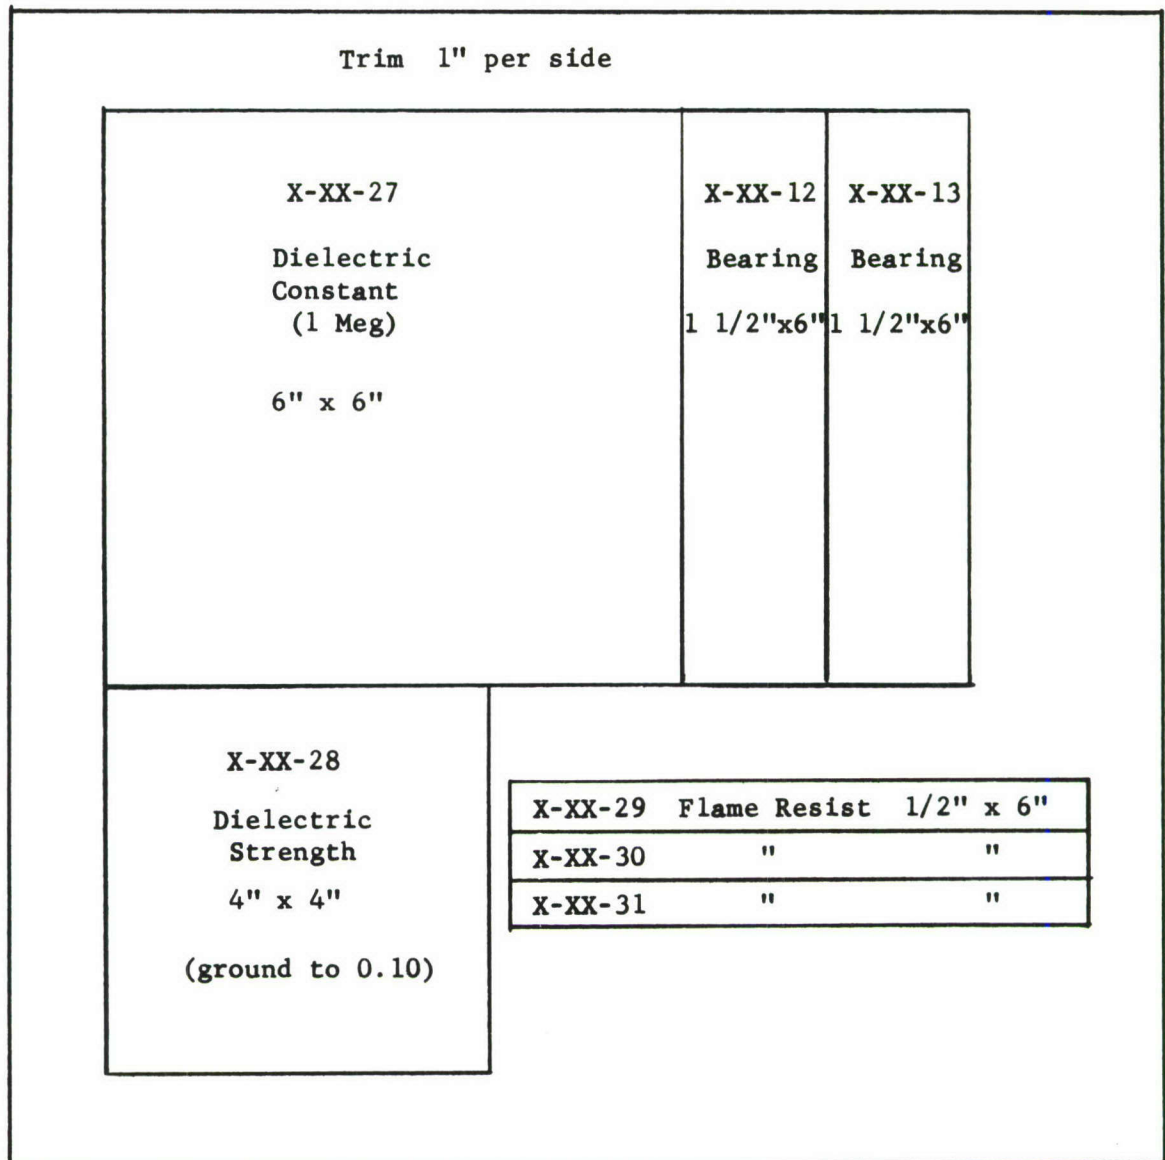 Trim 1" per side
X-XX-27
Dielectric
Constant
(1 Meg)
6" x 6"
X-XX-12
Bearing
1 1/2"x6"
X-XX-13
Bearing
1 1/2"x6"
X-XX-28
Dielectric
Strength
4" x 4"
(ground to 0.10)
X-XX-29 Flame Resist 1/2" x 6"
X-XX-30 " "
X-XX-31 " "